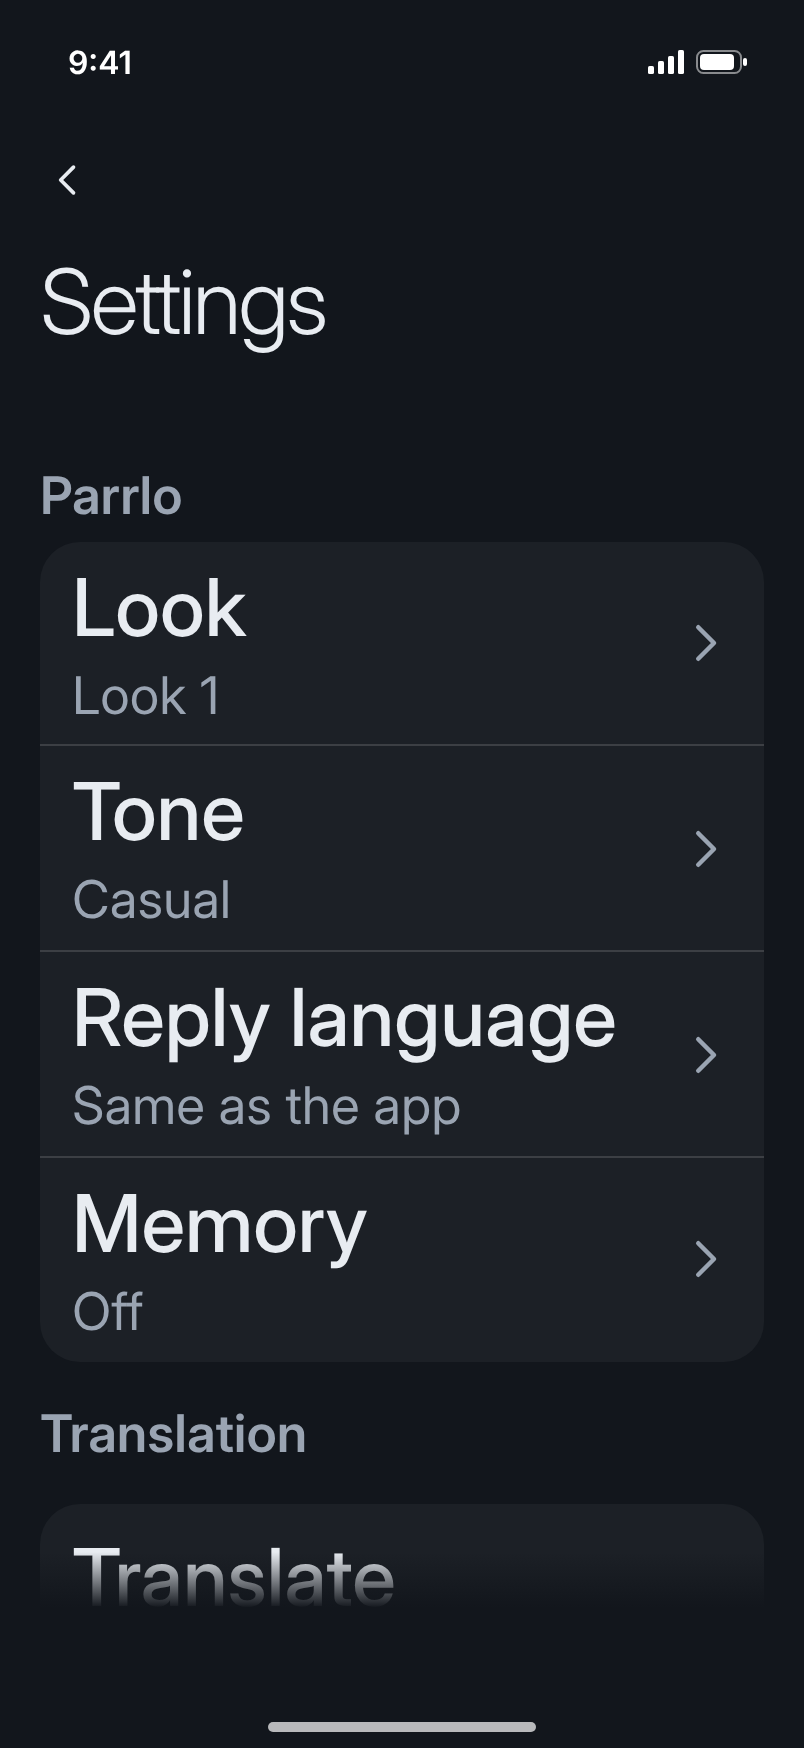 9:41
Settings
Parrlo
Look
Look 1
Tone
Casual
Reply language
Same as the app
Memory
Off
Translation
Translate